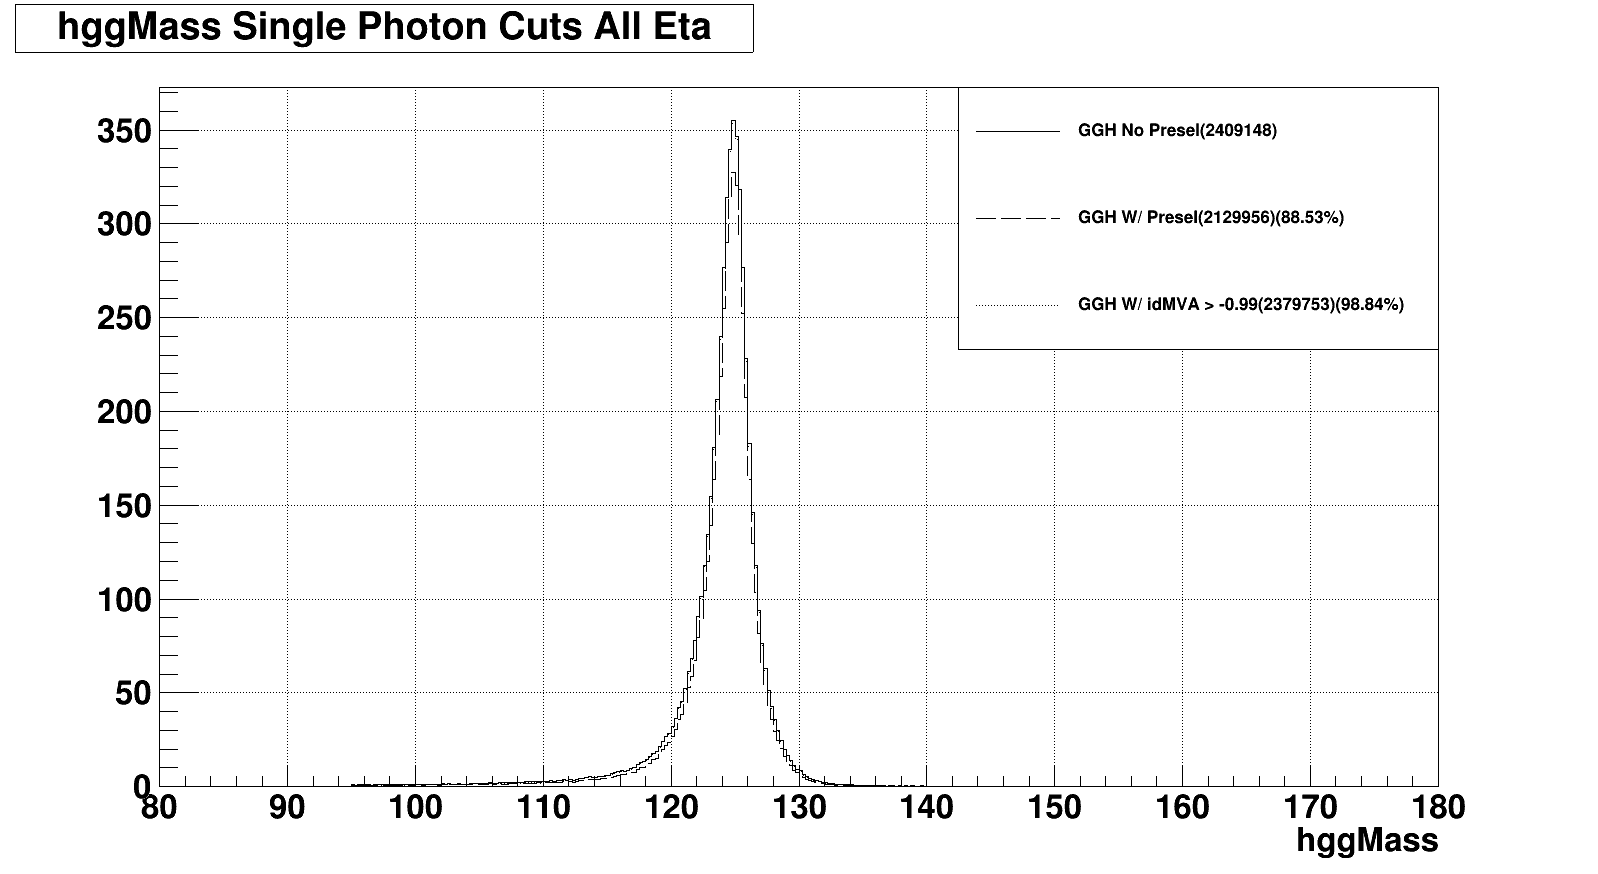 hggMass Single Photon Cuts All Eta
GGH No Presel(2409148)
GGH W/ Presel(2129956)(88.53%)
GGH W/ idMVA > -0.99(2379753)(98.84%)
350
300
250
200
150
100
50
0
80 90 100 110 120 130 140 150 160 170 180
hggMass